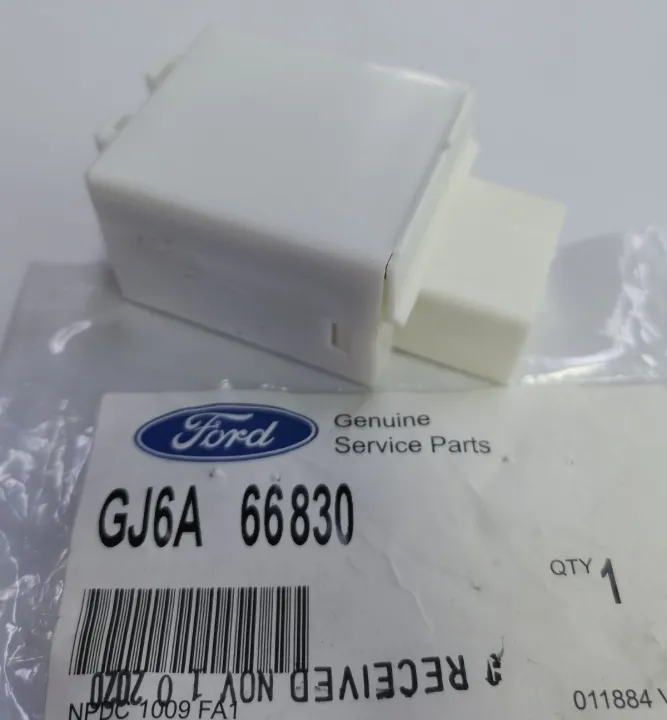 Ford
Genuine
Service Parts
GJ6A 66830
QTY 1
RECEIVED NOV 1 0 2020
NPDC 1009 FA1
011884 V